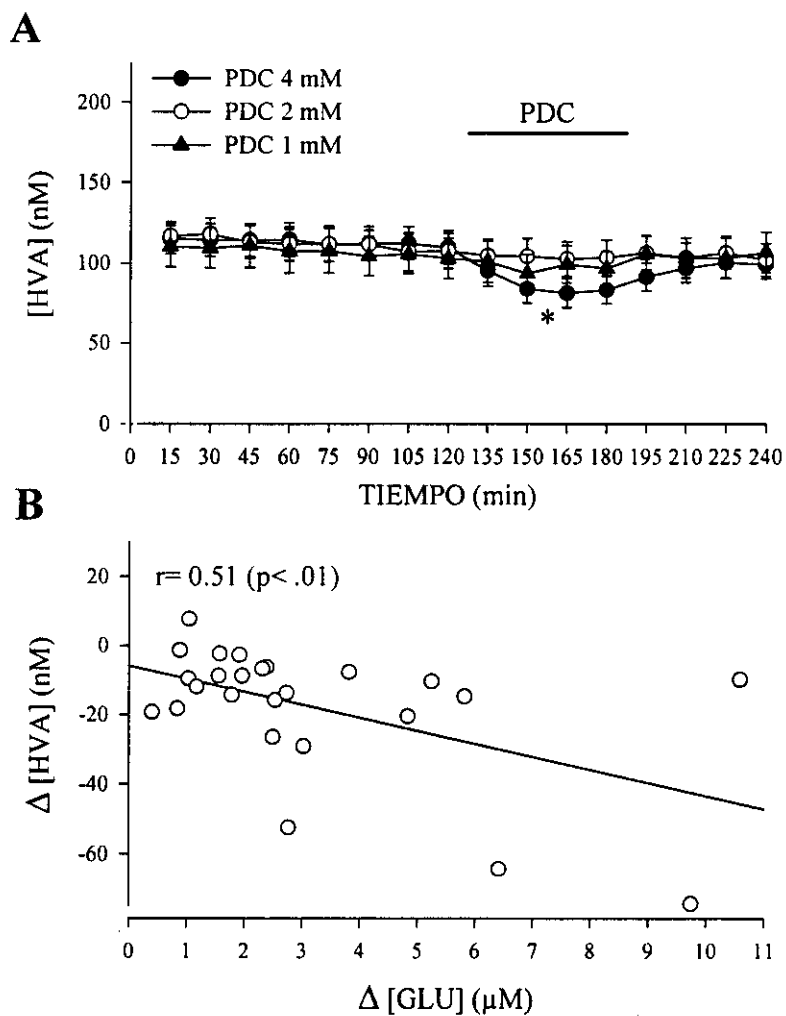 A
PDC 4 mM
PDC 2 mM
PDC 1 mM
PDC
*
200
150
100
50
0
[HVA] (nM)
0 15 30 45 60 75 90 105 120 135 150 165 180 195 210 225 240
TIEMPO (min)
B
r= 0.51 (p< .01)
20
0
-20
-40
-60
Δ [HVA] (nM)
0 1 2 3 4 5 6 7 8 9 10 11
Δ [GLU] (µM)